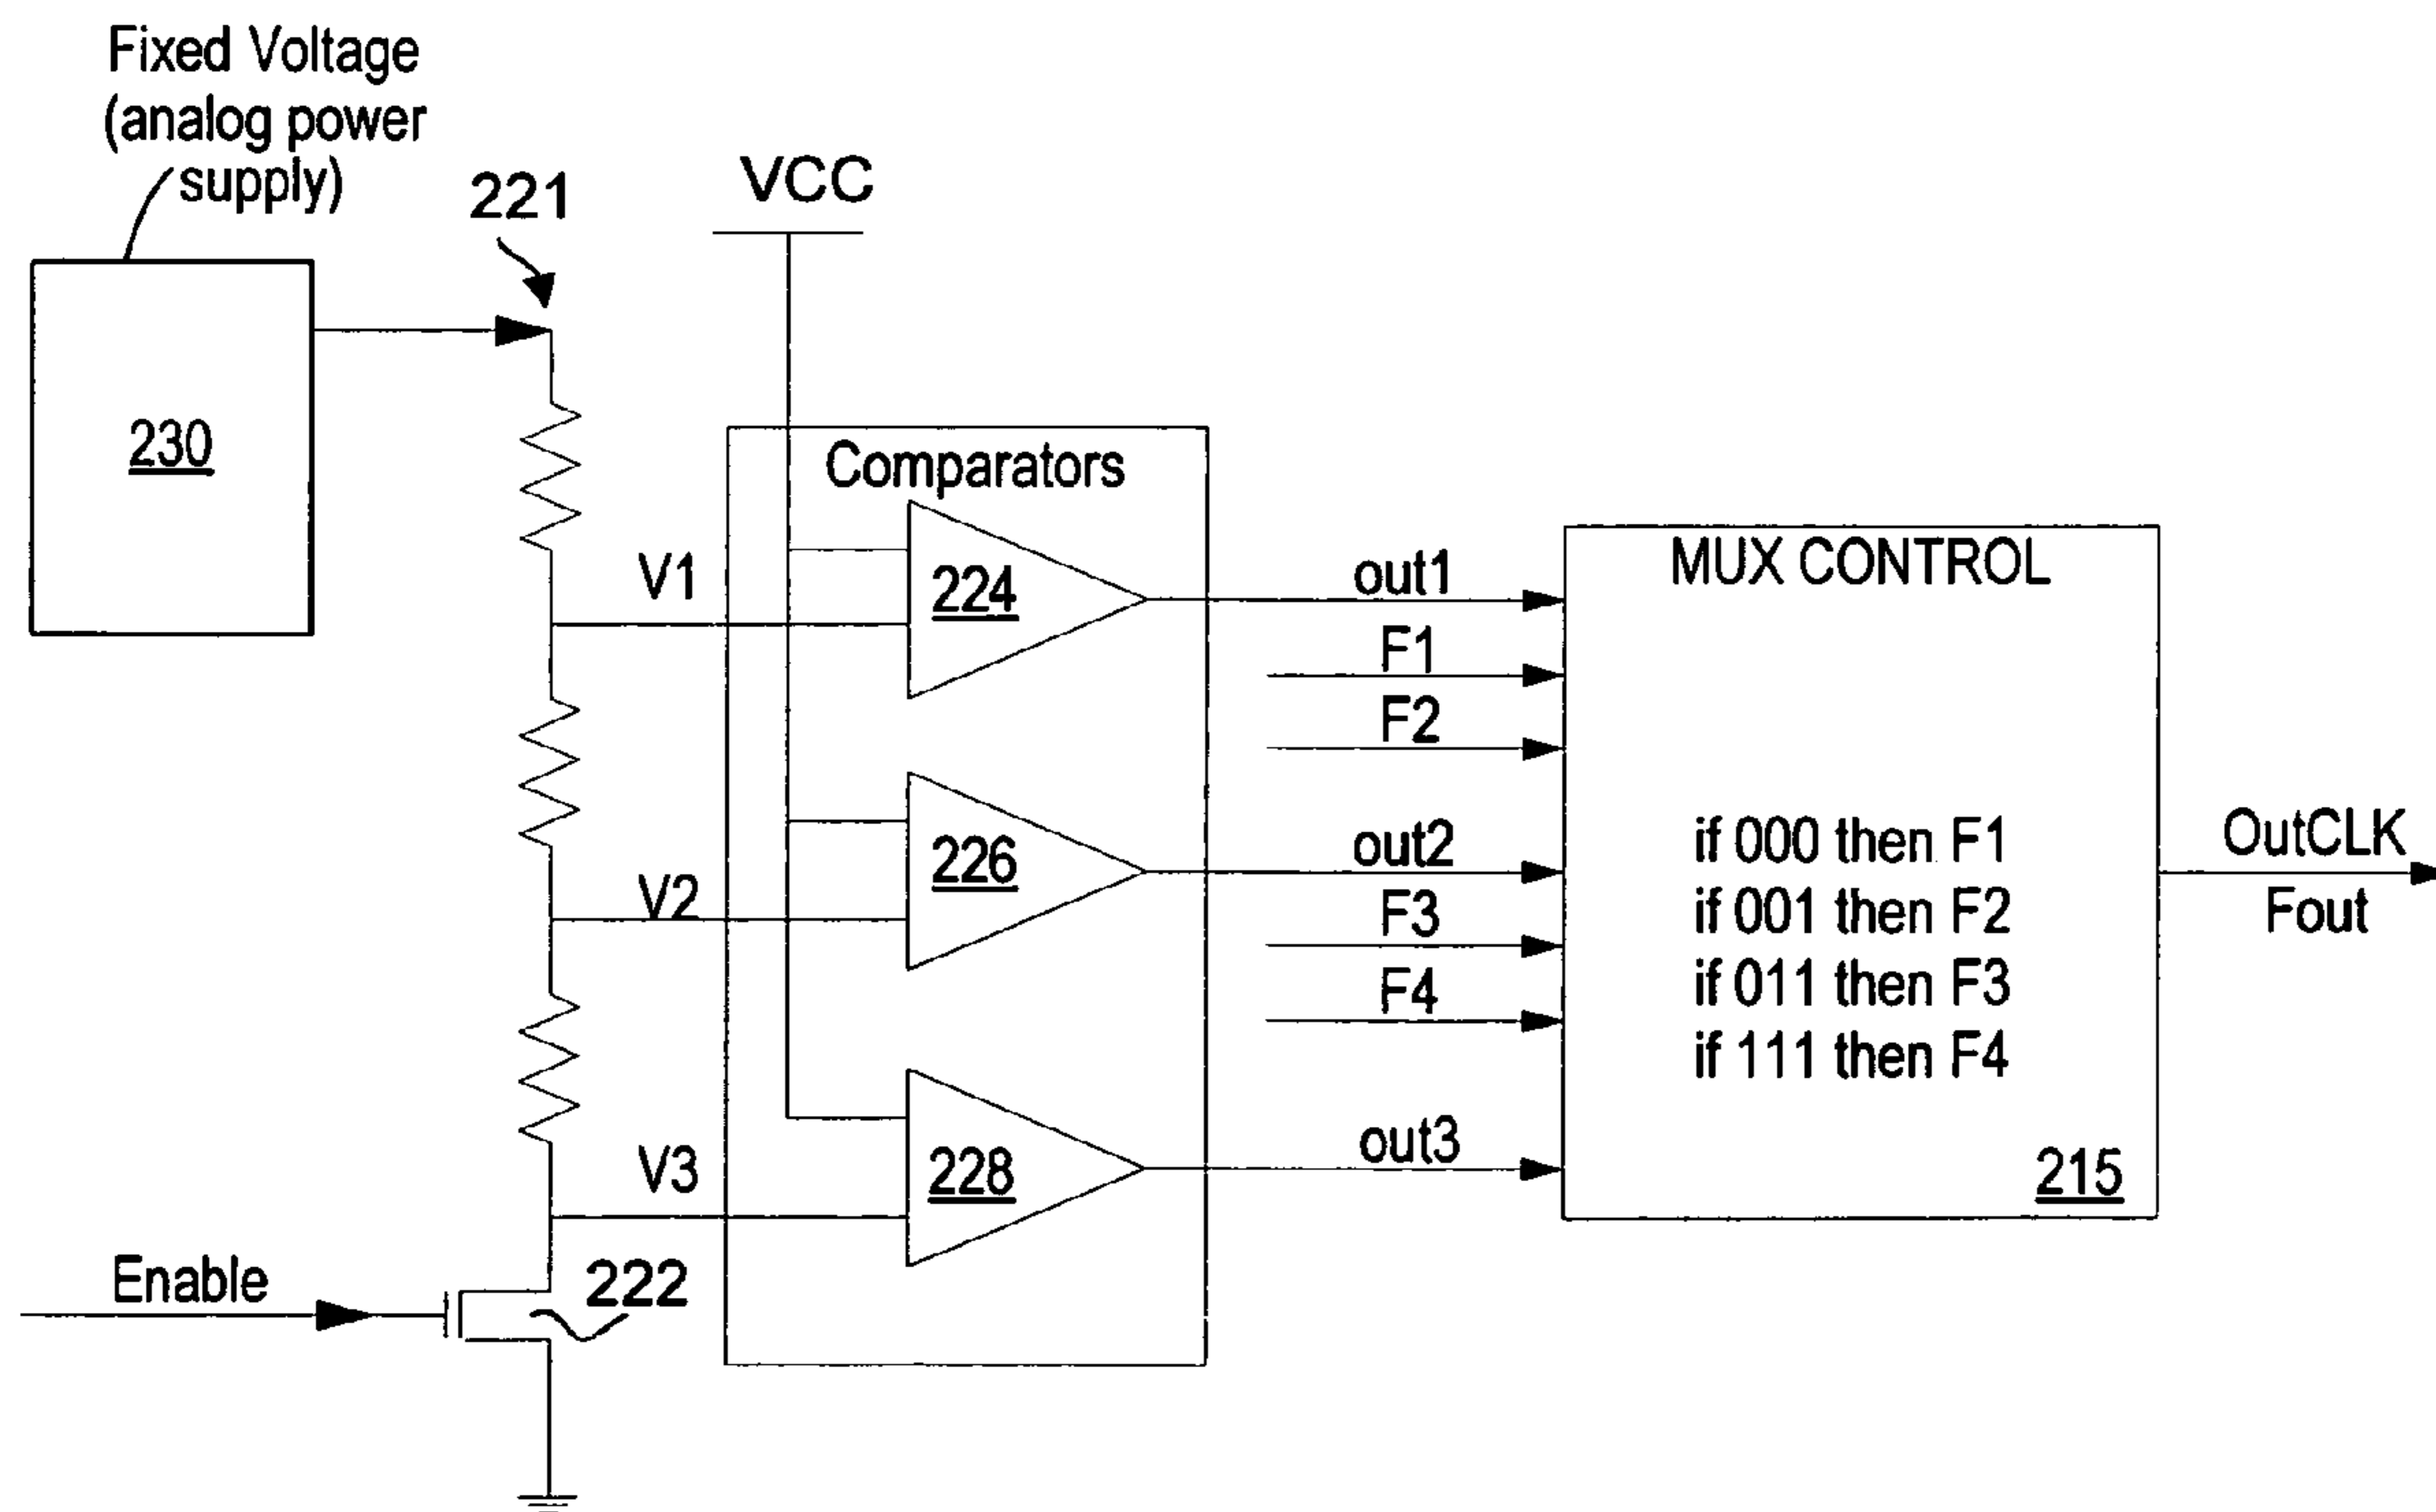 Fixed Voltage
(analog power
supply)
221
VCC
230
Comparators
V1
224
out1
MUX CONTROL
F1
F2
V2
226
out2
F3
F4
if 000 then F1
if 001 then F2
if 011 then F3
if 111 then F4
OutCLK
Fout
V3
228
out3
215
Enable
222